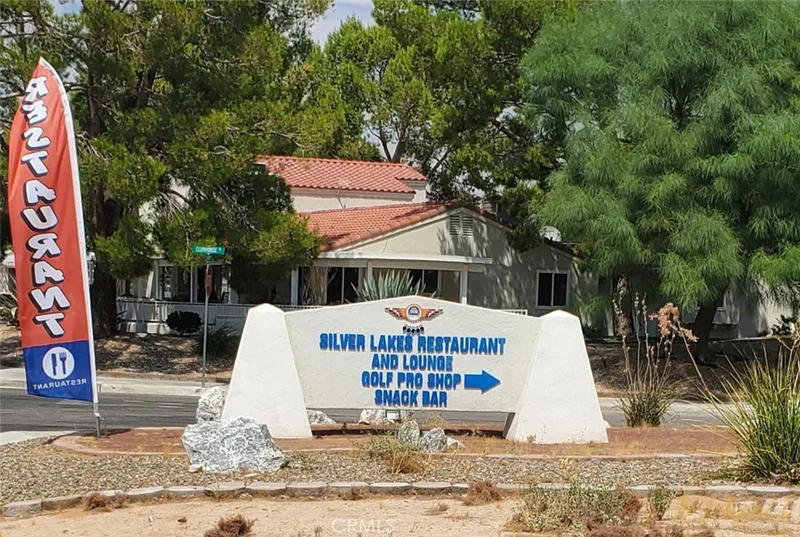 RESTAURANT
RESTAURANT
SILVER LAKES RESTAURANT
AND LOUNGE
GOLF PRO SHOP
SNACK BAR
CRMLS